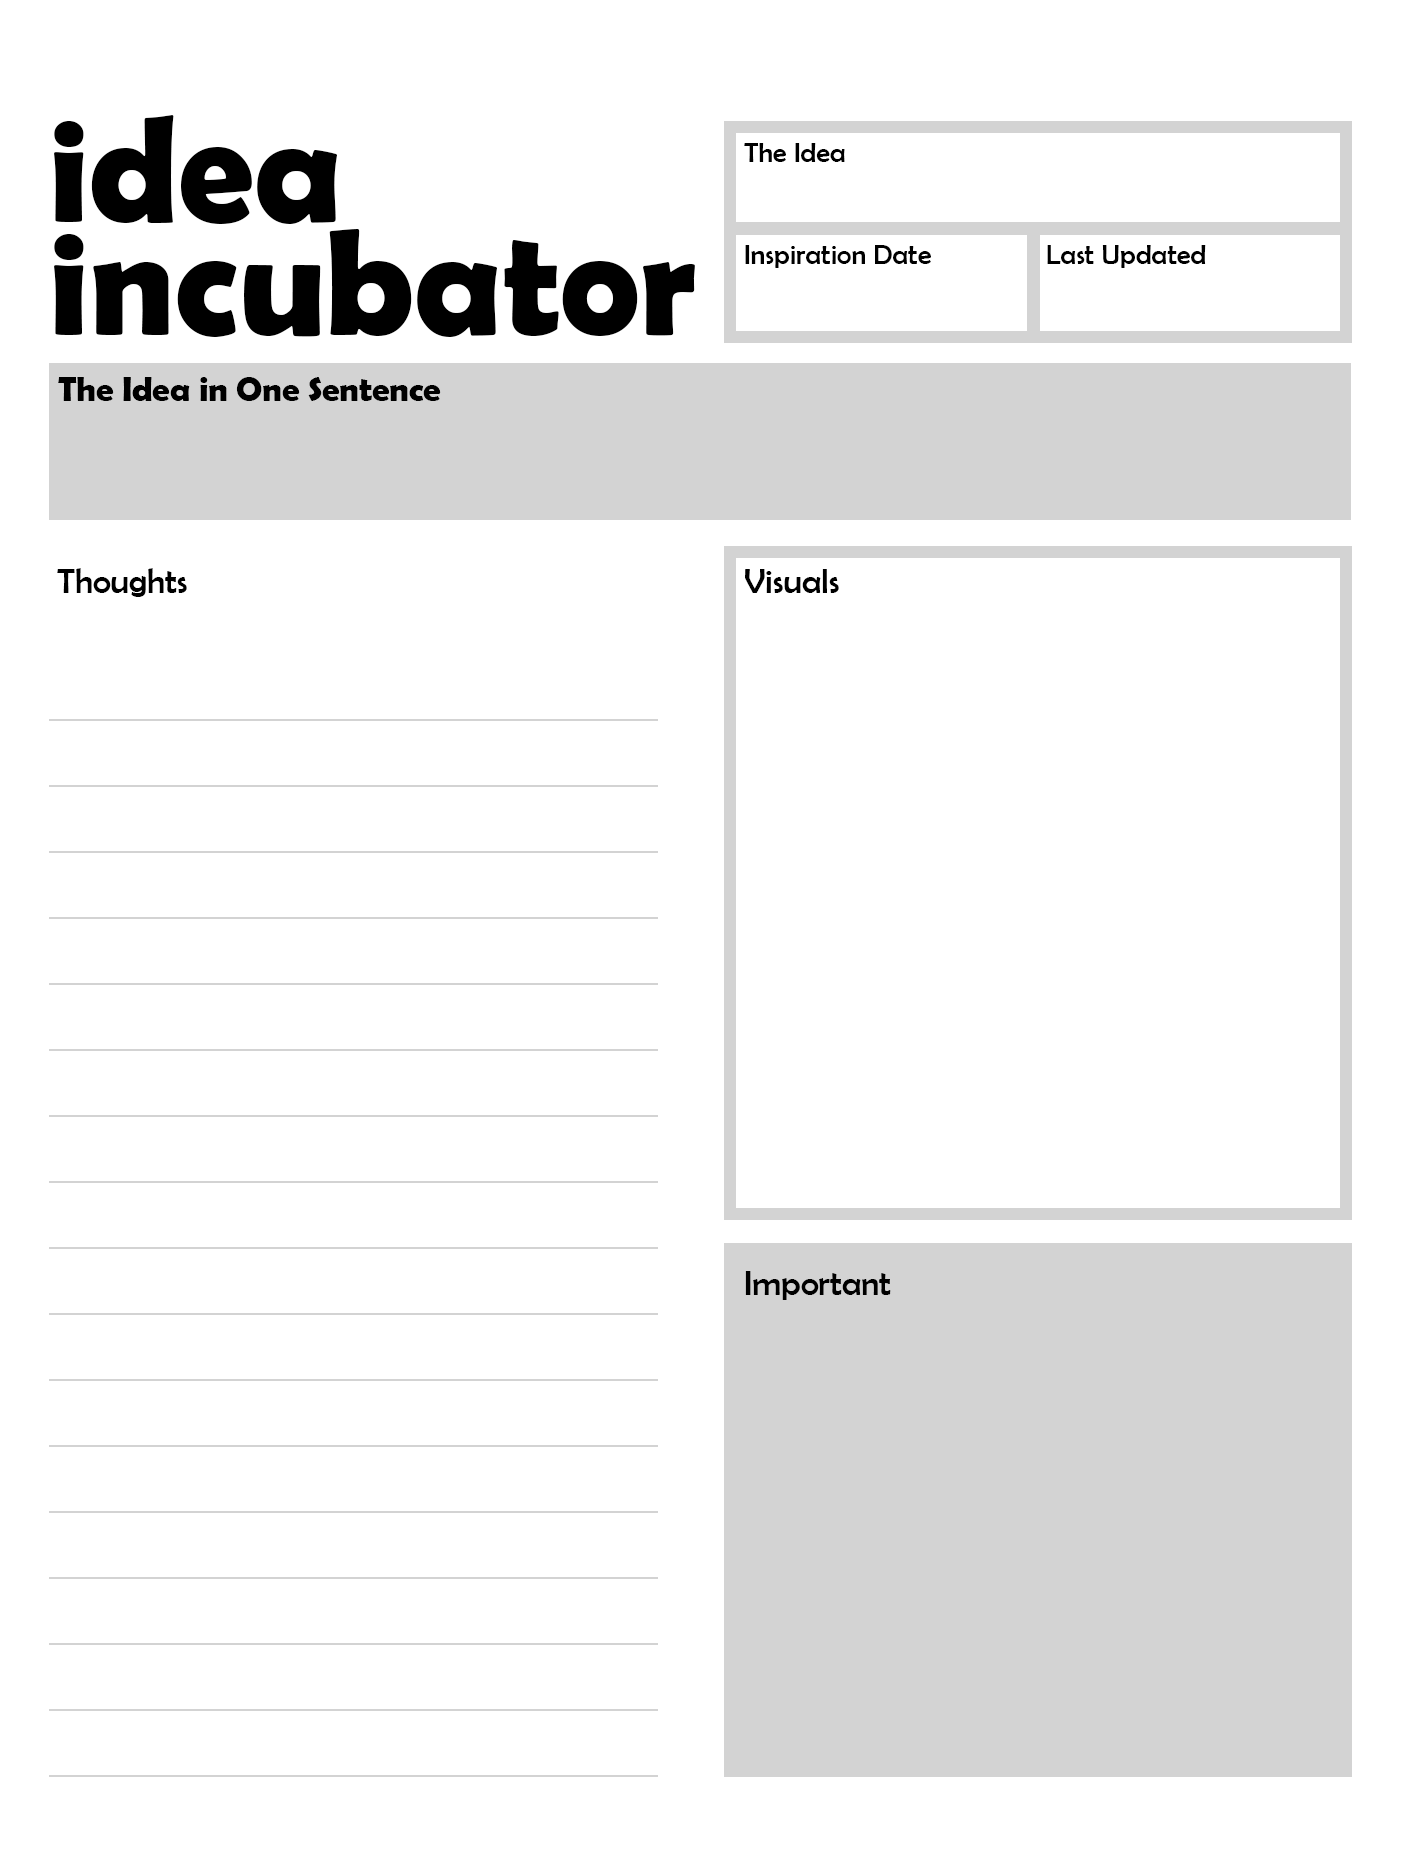 idea
incubator
The Idea
Inspiration Date
Last Updated
The Idea in One Sentence
Thoughts
Visuals
Important